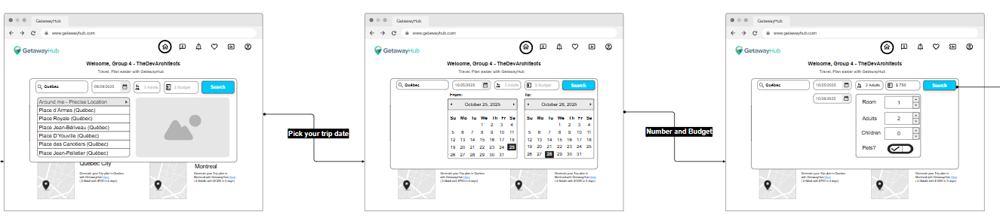 GetawayHub
www.getawayhub.com
GetawayHub
Welcome, Group 4 - TheDevArchitects
Travel, Plan easier with GetawayHub
Québec
09/29/2025
3 Adults
$ Budget
Search
Around me - Precise Location
Place d'Armes (Québec)
Place Royale (Québec)
Place Jean-Béliveau (Québec)
Place D'Youville (Québec)
Place des Canotiers (Québec)
Place Jean-Pelletier (Québec)
Quebec City
Generate your Trip plan in Quebec
with GetawayHub Here
( 2 Adult with $700 in 4 days)
Montreal
Generate your Trip plan in
Montreal with GetawayHub Here
( 4 Adults with $1200 in 3 days)
Pick your trip date
GetawayHub
www.getawayhub.com
GetawayHub
Welcome, Group 4 - TheDevArchitects
Travel, Plan easier with GetawayHub
Québec
10/25/2025
3 Adults
$ Budget
Search
From:
October 25, 2025
Su Mo Tu We Th Fr Sa
1 2 3 4
5 6 7 8 9 10 11
12 13 14 15 16 17 18
19 20 21 22 23 24 25
26 27 28 29 30 31
To:
October 28, 2025
Su Mo Tu We Th Fr Sa
1 2 3 4
5 6 7 8 9 10 11
12 13 14 15 16 17 18
19 20 21 22 23 24 25
26 27 28 29 30 31
Generate your Trip plan in Quebec
with GetawayHub Here
( 2 Adult with $700 in 4 days)
Generate your Trip plan in
Montreal with GetawayHub Here
( 4 Adults with $1200 in 3 days)
Number and Budget
GetawayHub
www.getawayhub.com
GetawayHub
Welcome, Group 4 - TheDevArchitects
Travel, Plan easier with GetawayHub
Québec
10/25/2025
2 Adults
$ 750
Search
10/28/2025
Room 1
Adults 2
Children 0
Pets?
Generate your Trip plan in Quebec
with GetawayHub Here
( 2 Adult with $700 in 4 days)
Generate your Trip plan in
Montreal with GetawayHub Here
( 4 Adults with $1200 in 3 days)